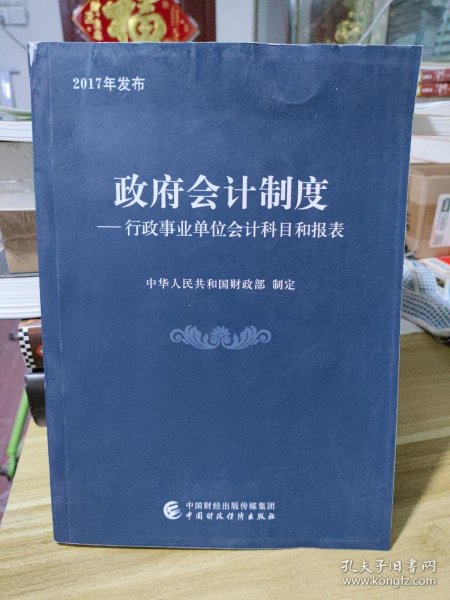 2017年发布
政府会计制度
——行政事业单位会计科目和报表
中华人民共和国财政部 制定
中国财经出版传媒集团
中国财政经济出版社
孔夫子旧书网
www.kongfz.com